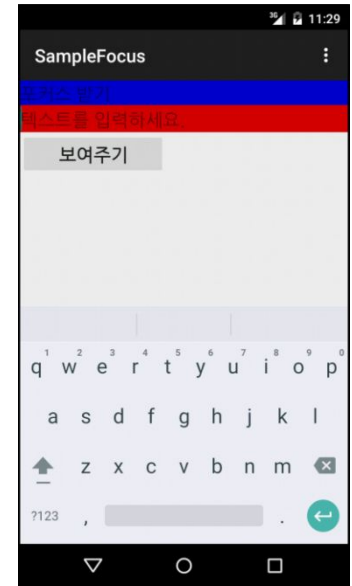 3G 11:29
SampleFocus
포커스 받기
텍스트를 입력하세요.
보여주기
1 2 3 4 5 6 7 8 9 0
q w e r t y u i o p
a s d f g h j k l
z x c v b n m
?123 , .